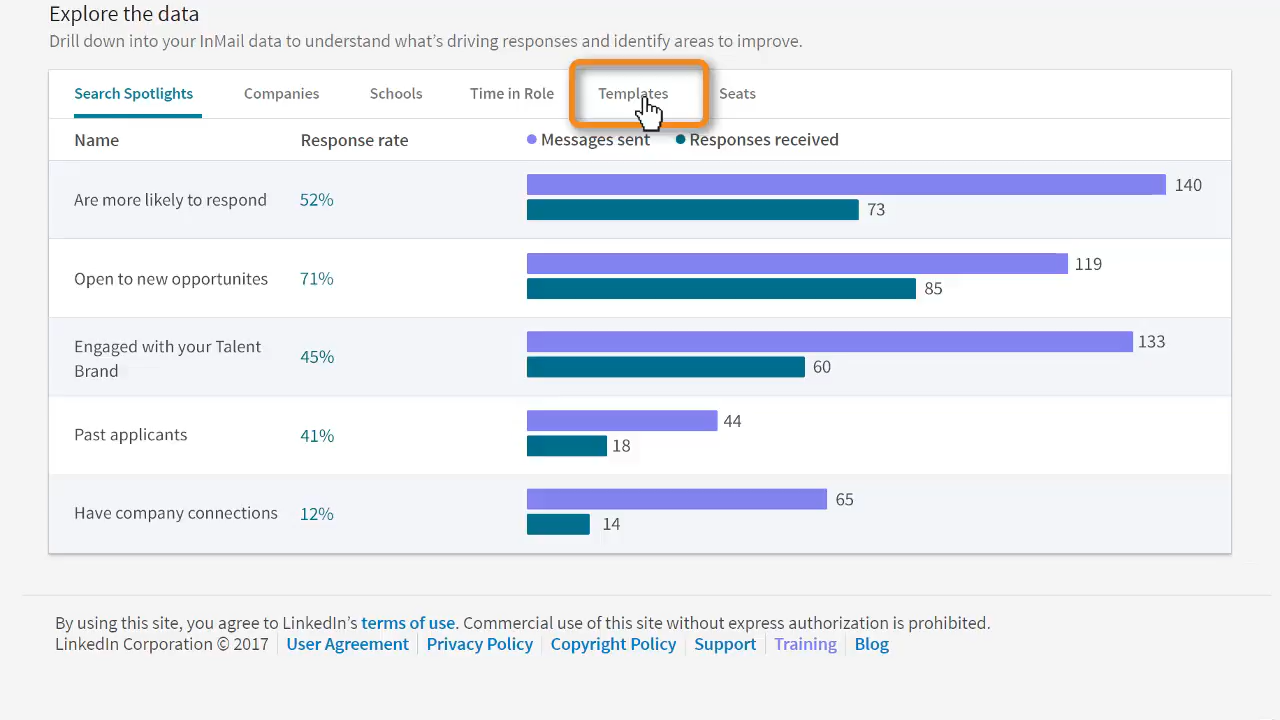 Explore the data
Drill down into your InMail data to understand what's driving responses and identify areas to improve.
Search Spotlights Companies Schools Time in Role Templates Seats
Name Response rate Messages sent Responses received
Are more likely to respond 52% 140
73
Open to new opportunites 71% 119
85
Engaged with your Talent
Brand 45% 133
60
Past applicants 41% 44
18
Have company connections 12% 65
14
By using this site, you agree to LinkedIn's terms of use. Commercial use of this site without express authorization is prohibited.
LinkedIn Corporation © 2017 User Agreement Privacy Policy Copyright Policy Support Training Blog